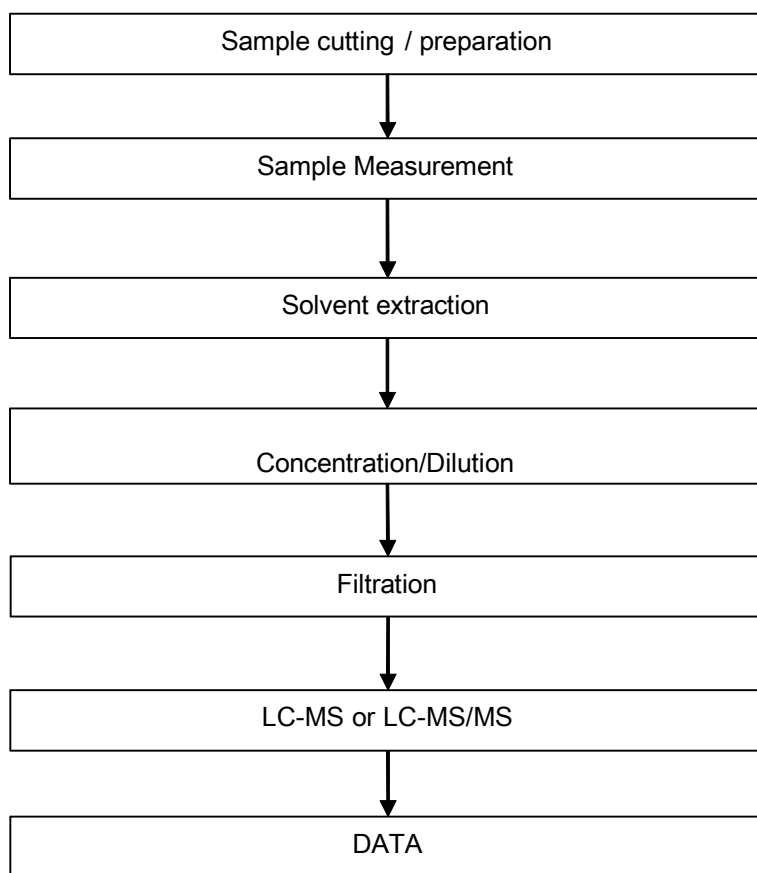 Sample cutting / preparation
Sample Measurement
Solvent extraction
Concentration/Dilution
Filtration
LC-MS or LC-MS/MS
DATA